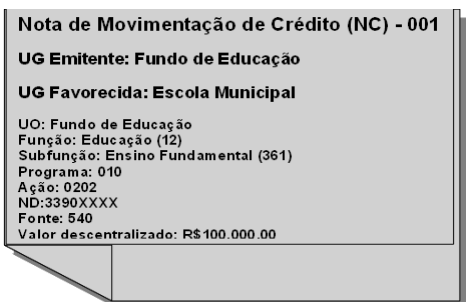 Nota de Movimentação de Crédito (NC) - 001
UG Emitente: Fundo de Educação
UG Favorecida: Escola Municipal
UO: Fundo de Educação
Função: Educação (12)
Subfunção: Ensino Fundamental (361)
Programa: 010
Ação: 0202
ND:3390XXXX
Fonte: 540
Valor descentralizado: R$100.000.00